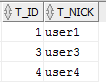 T_ID T_NICK
1 user1
3 user3
4 user4